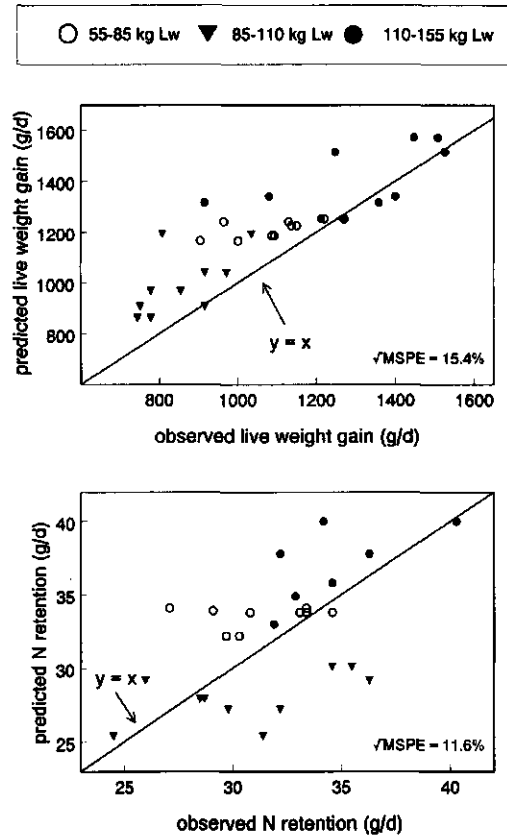 55-85 kg Lw 85-110 kg Lw 110-155 kg Lw
predicted live weight gain (g/d)
1600
1400
1200
1000
800
y = x
√MSPE = 15.4%
800 1000 1200 1400 1600
observed live weight gain (g/d)
predicted N retention (g/d)
40
35
30
25
y = x
√MSPE = 11.6%
25 30 35 40
observed N retention (g/d)